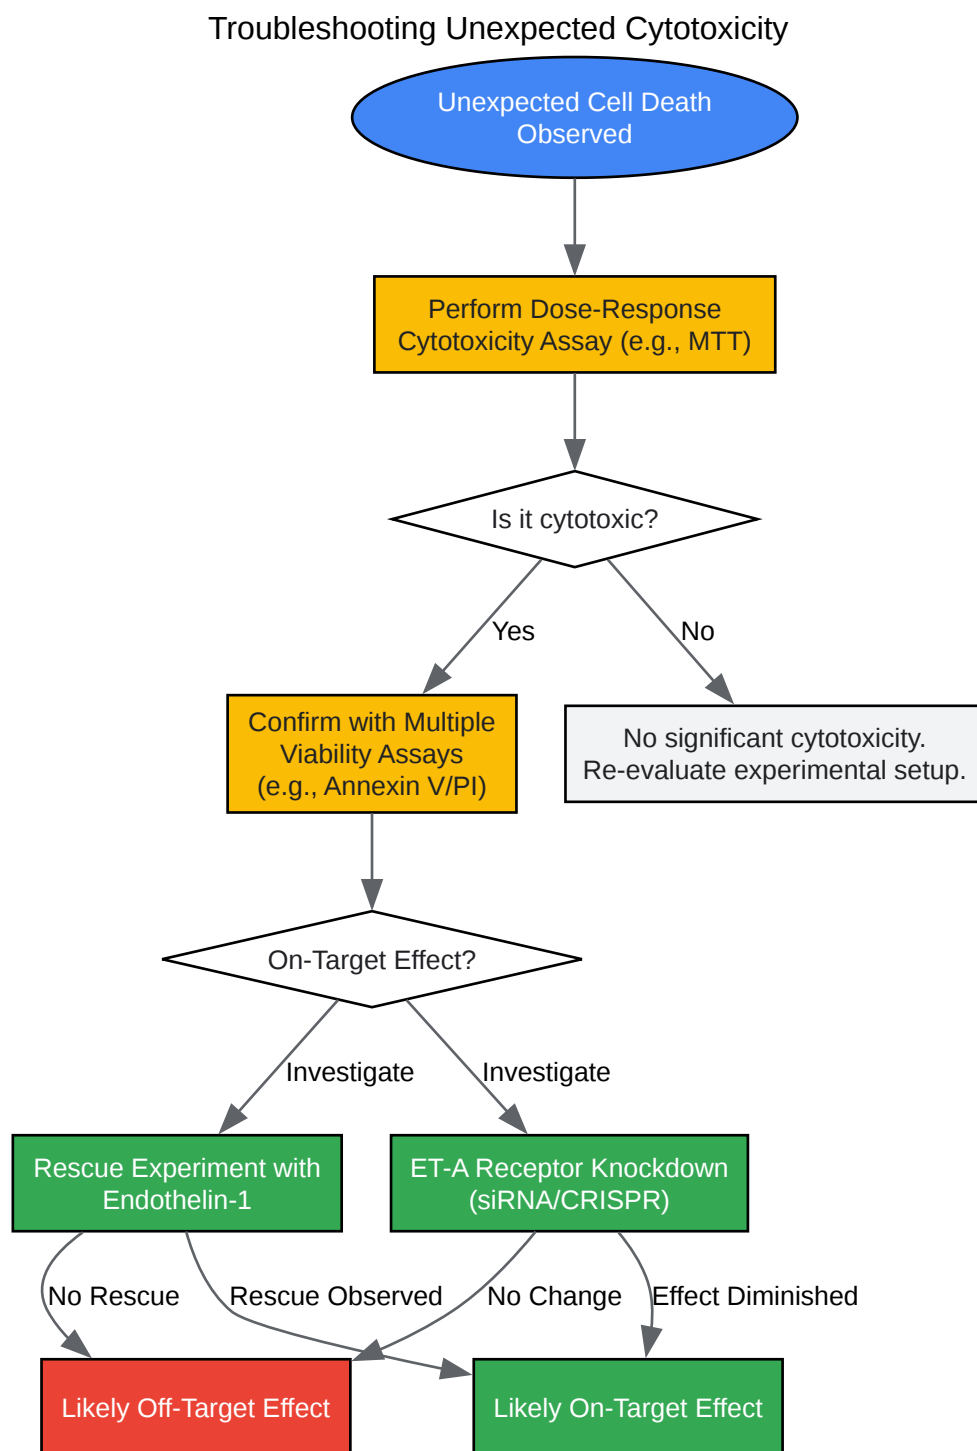 Troubleshooting Unexpected Cytotoxicity
Unexpected Cell Death
Observed
Perform Dose-Response
Cytotoxicity Assay (e.g., MTT)
Is it cytotoxic?
Yes
No
Confirm with Multiple
Viability Assays
(e.g., Annexin V/PI)
No significant cytotoxicity.
Re-evaluate experimental setup.
On-Target Effect?
Investigate
Investigate
Rescue Experiment with
Endothelin-1
ET-A Receptor Knockdown
(siRNA/CRISPR)
No Rescue
Rescue Observed
No Change
Effect Diminished
Likely Off-Target Effect
Likely On-Target Effect